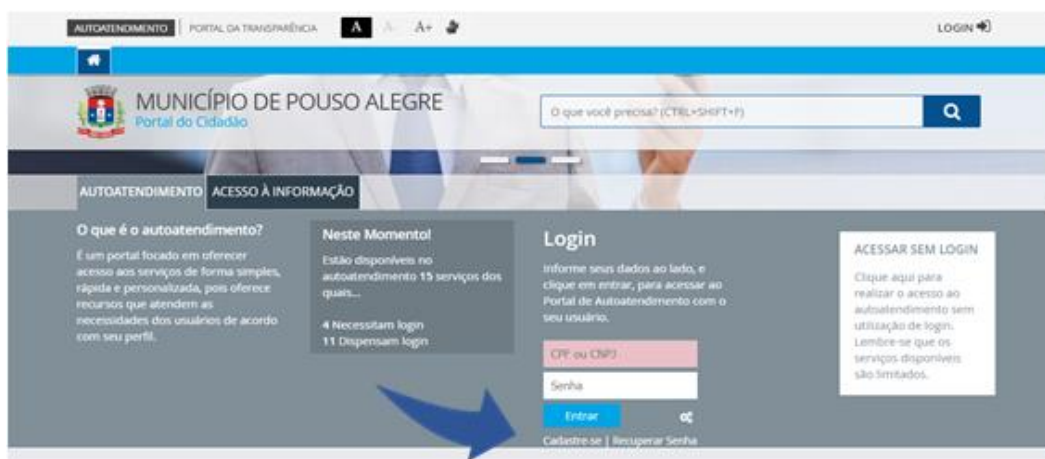 AUTOATENDIMENTO | PORTAL DA TRANSPARÊNCIA A A- A+
LOGIN
MUNICÍPIO DE POUSO ALEGRE
Portal do Cidadão
O que você precisa? (CTRL+SHIFT+F)
AUTOATENDIMENTO ACESSO À INFORMAÇÃO
O que é o autoatendimento?
É um portal focado em oferecer
acesso aos serviços de forma simples,
rápida e personalizada, pois oferece
recursos que atendem as
necessidades dos usuários de acordo
com seu perfil.
Neste Momento!
Estão disponíveis no
autoatendimento 15 serviços dos
quais...
4 Necessitam login
11 Dispensam login
Login
Informe seus dados ao lado, e
clique em entrar, para acessar ao
Portal de Autoatendimento com o
seu usuário.
CPF ou CNPJ
Senha
Entrar
Cadastre-se | Recuperar Senha
ACESSAR SEM LOGIN
Clique aqui para
realizar o acesso ao
autoatendimento sem
utilização de login.
Lembre-se que os
serviços disponíveis
são limitados.